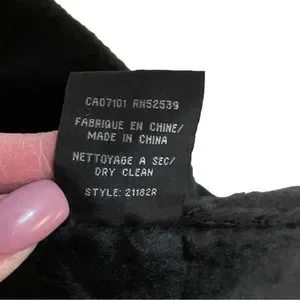 CA07101 RN52539
FABRIQUE EN CHINE/
MADE IN CHINA
NETTOYAGE A SEC/
DRY CLEAN
STYLE: 21182R